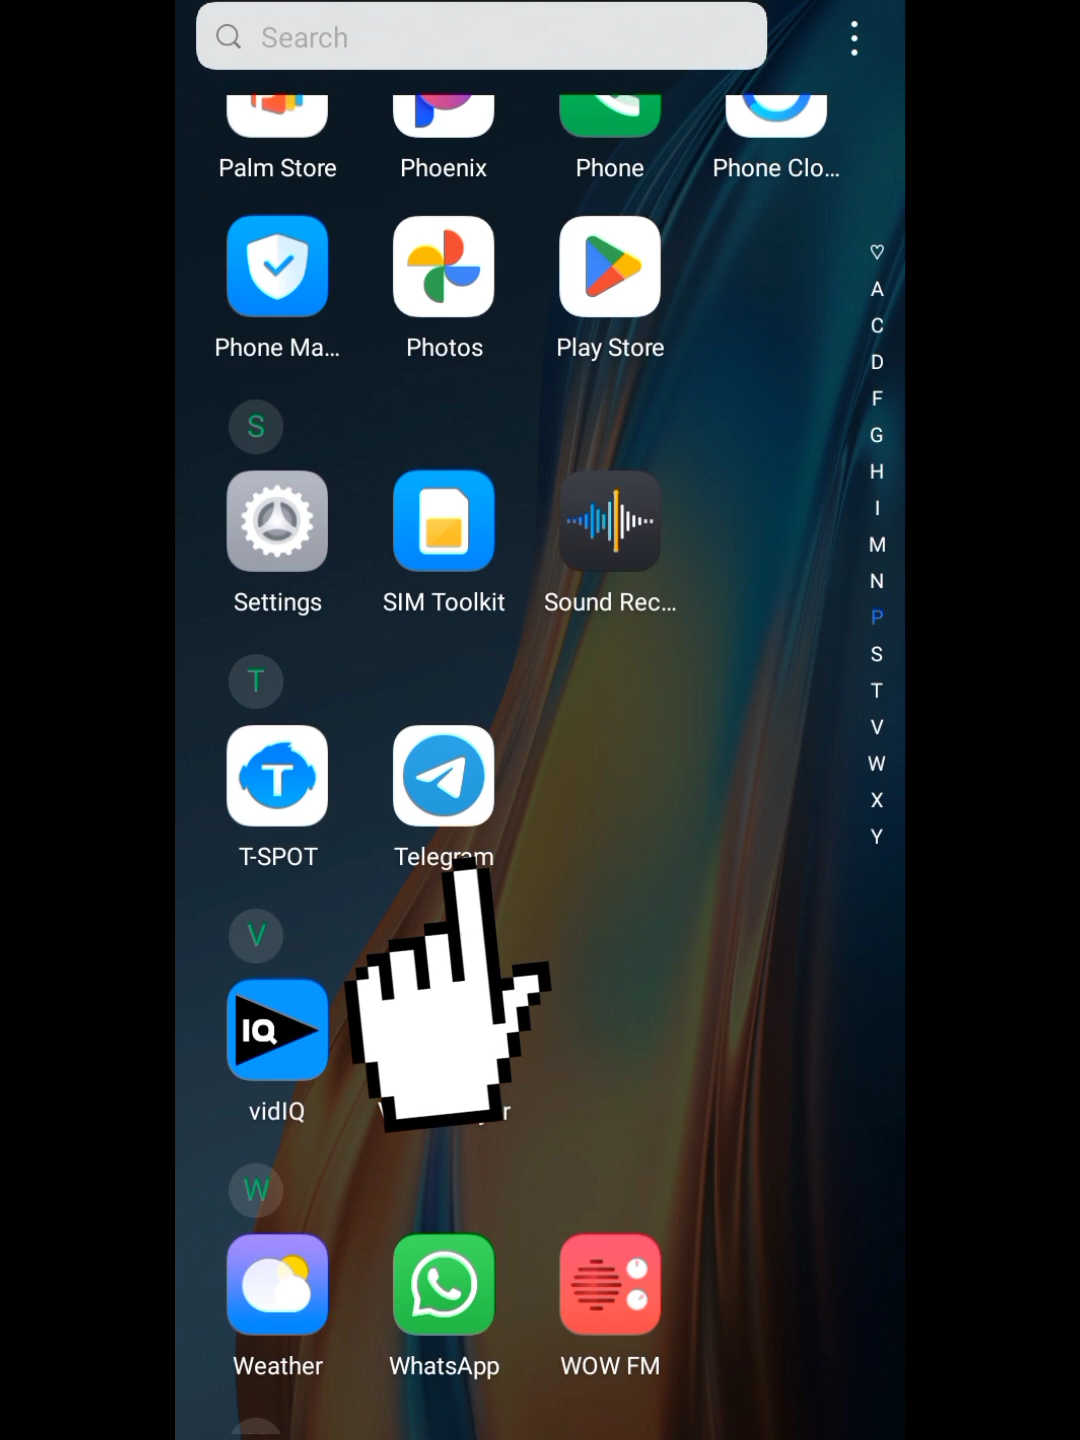 Search
Palm Store
Phoenix
Phone
Phone Clo...
Phone Ma...
Photos
Play Store
♡
A
C
D
F
G
H
I
M
N
P
S
T
V
W
X
Y
S
Settings
SIM Toolkit
Sound Rec...
T
T
T-SPOT
Telegram
V
IQ
vidIQ
W
Weather
WhatsApp
WOW FM